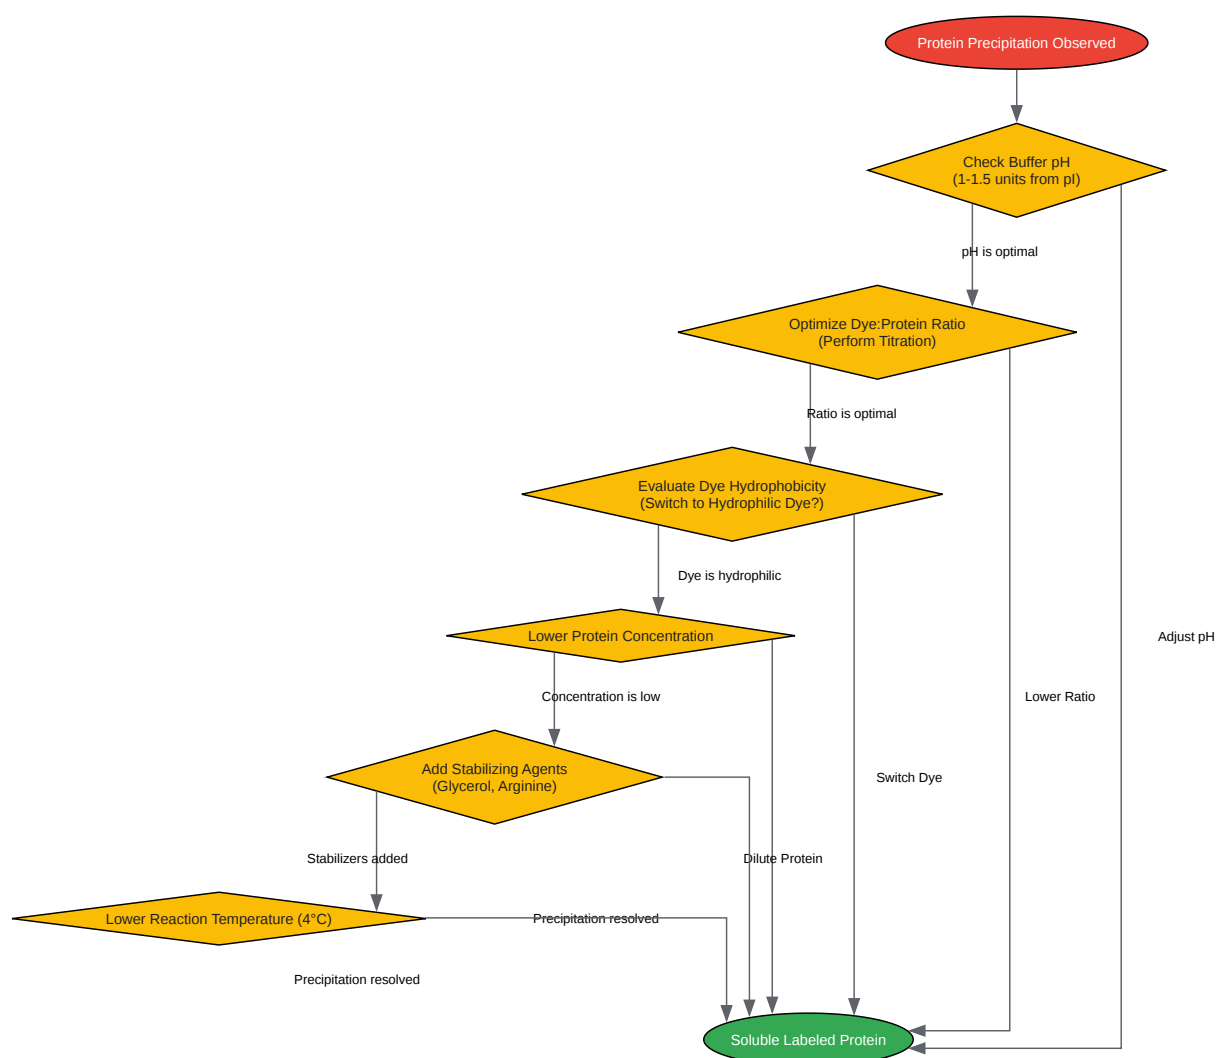 Protein Precipitation Observed
Check Buffer pH
(1-1.5 units from pI)
pH is optimal
Optimize Dye:Protein Ratio
(Perform Titration)
Ratio is optimal
Evaluate Dye Hydrophobicity
(Switch to Hydrophilic Dye?)
Dye is hydrophilic
Lower Protein Concentration
Adjust pH
Concentration is low
Lower Ratio
Add Stabilizing Agents
(Glycerol, Arginine)
Switch Dye
Stabilizers added
Dilute Protein
Lower Reaction Temperature (4°C)
Precipitation resolved
Precipitation resolved
Soluble Labeled Protein